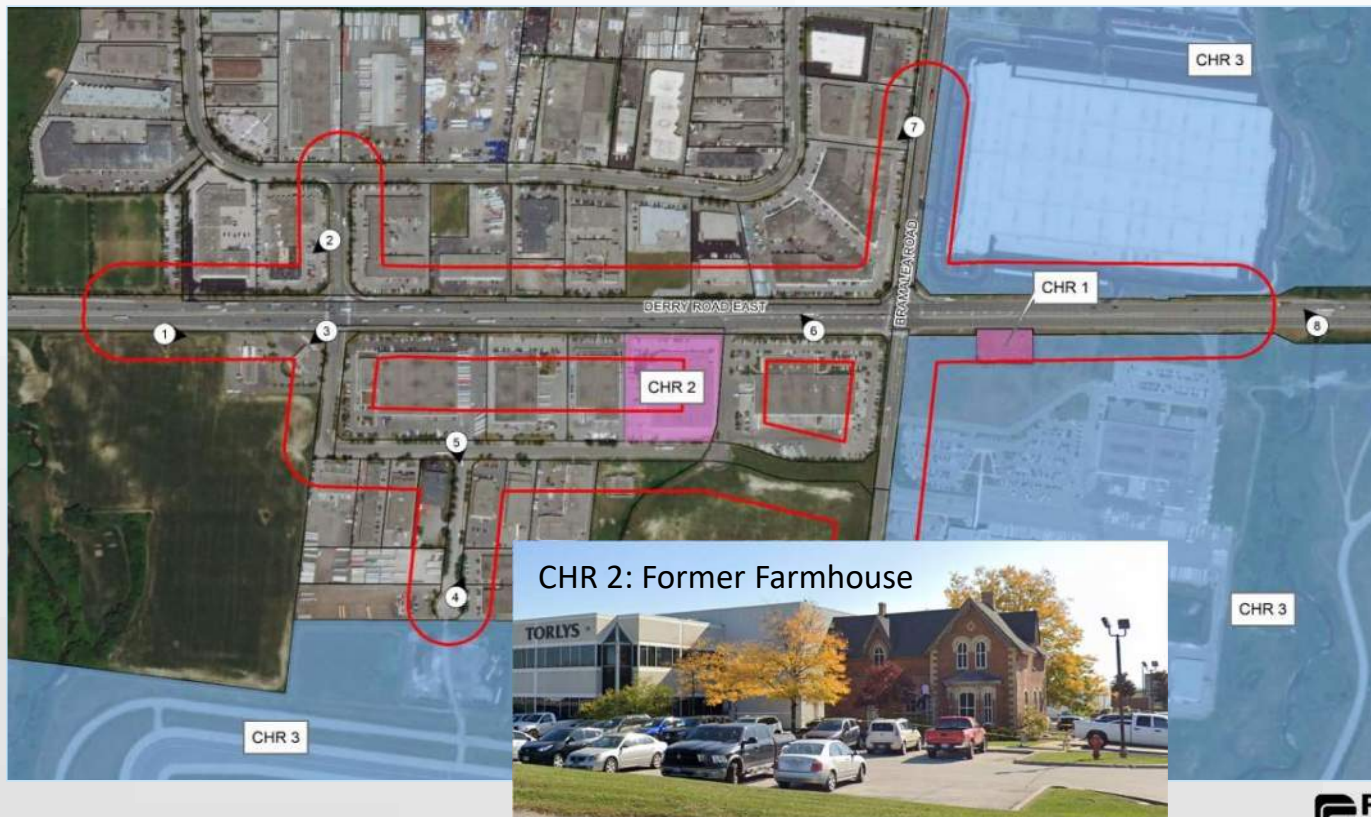 CHR 3
7
2
BRAMALEA ROAD
CHR 1
DERRY ROAD EAST
1
3
6
8
CHR 2
5
CHR 2: Former Farmhouse
4
TORLYS
CHR 3
CHR 3